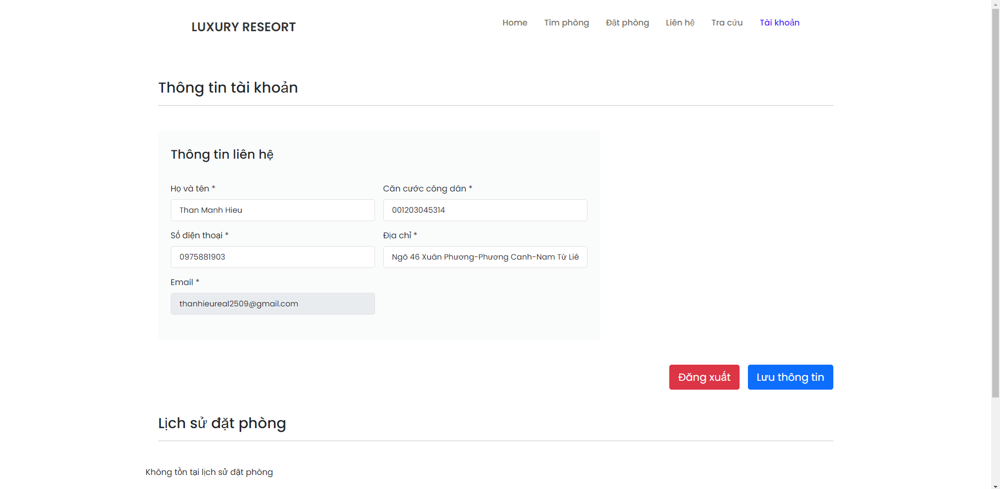 LUXURY RESEORT
Home Tìm phòng Đặt phòng Liên hệ Tra cứu Tài khoản
Thông tin tài khoản
Thông tin liên hệ
Họ và tên * Căn cước công dân *
Than Manh Hieu 001203045314
Số điện thoại * Địa chỉ *
0975881903 Ngõ 46 Xuân Phương-Phương Canh-Nam Từ Liê
Email *
thanhieureal2509@gmail.com
Đăng xuất Lưu thông tin
Lịch sử đặt phòng
Không tồn tại lịch sử đặt phòng